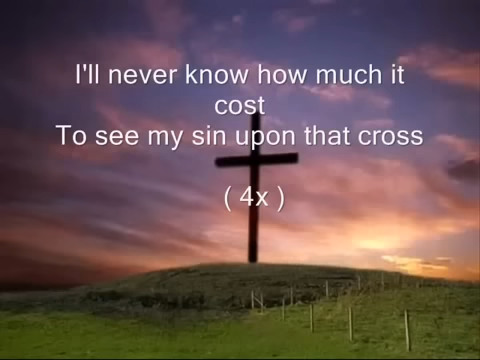 I'll never know how much it
cost
To see my sin upon that cross
( 4x )